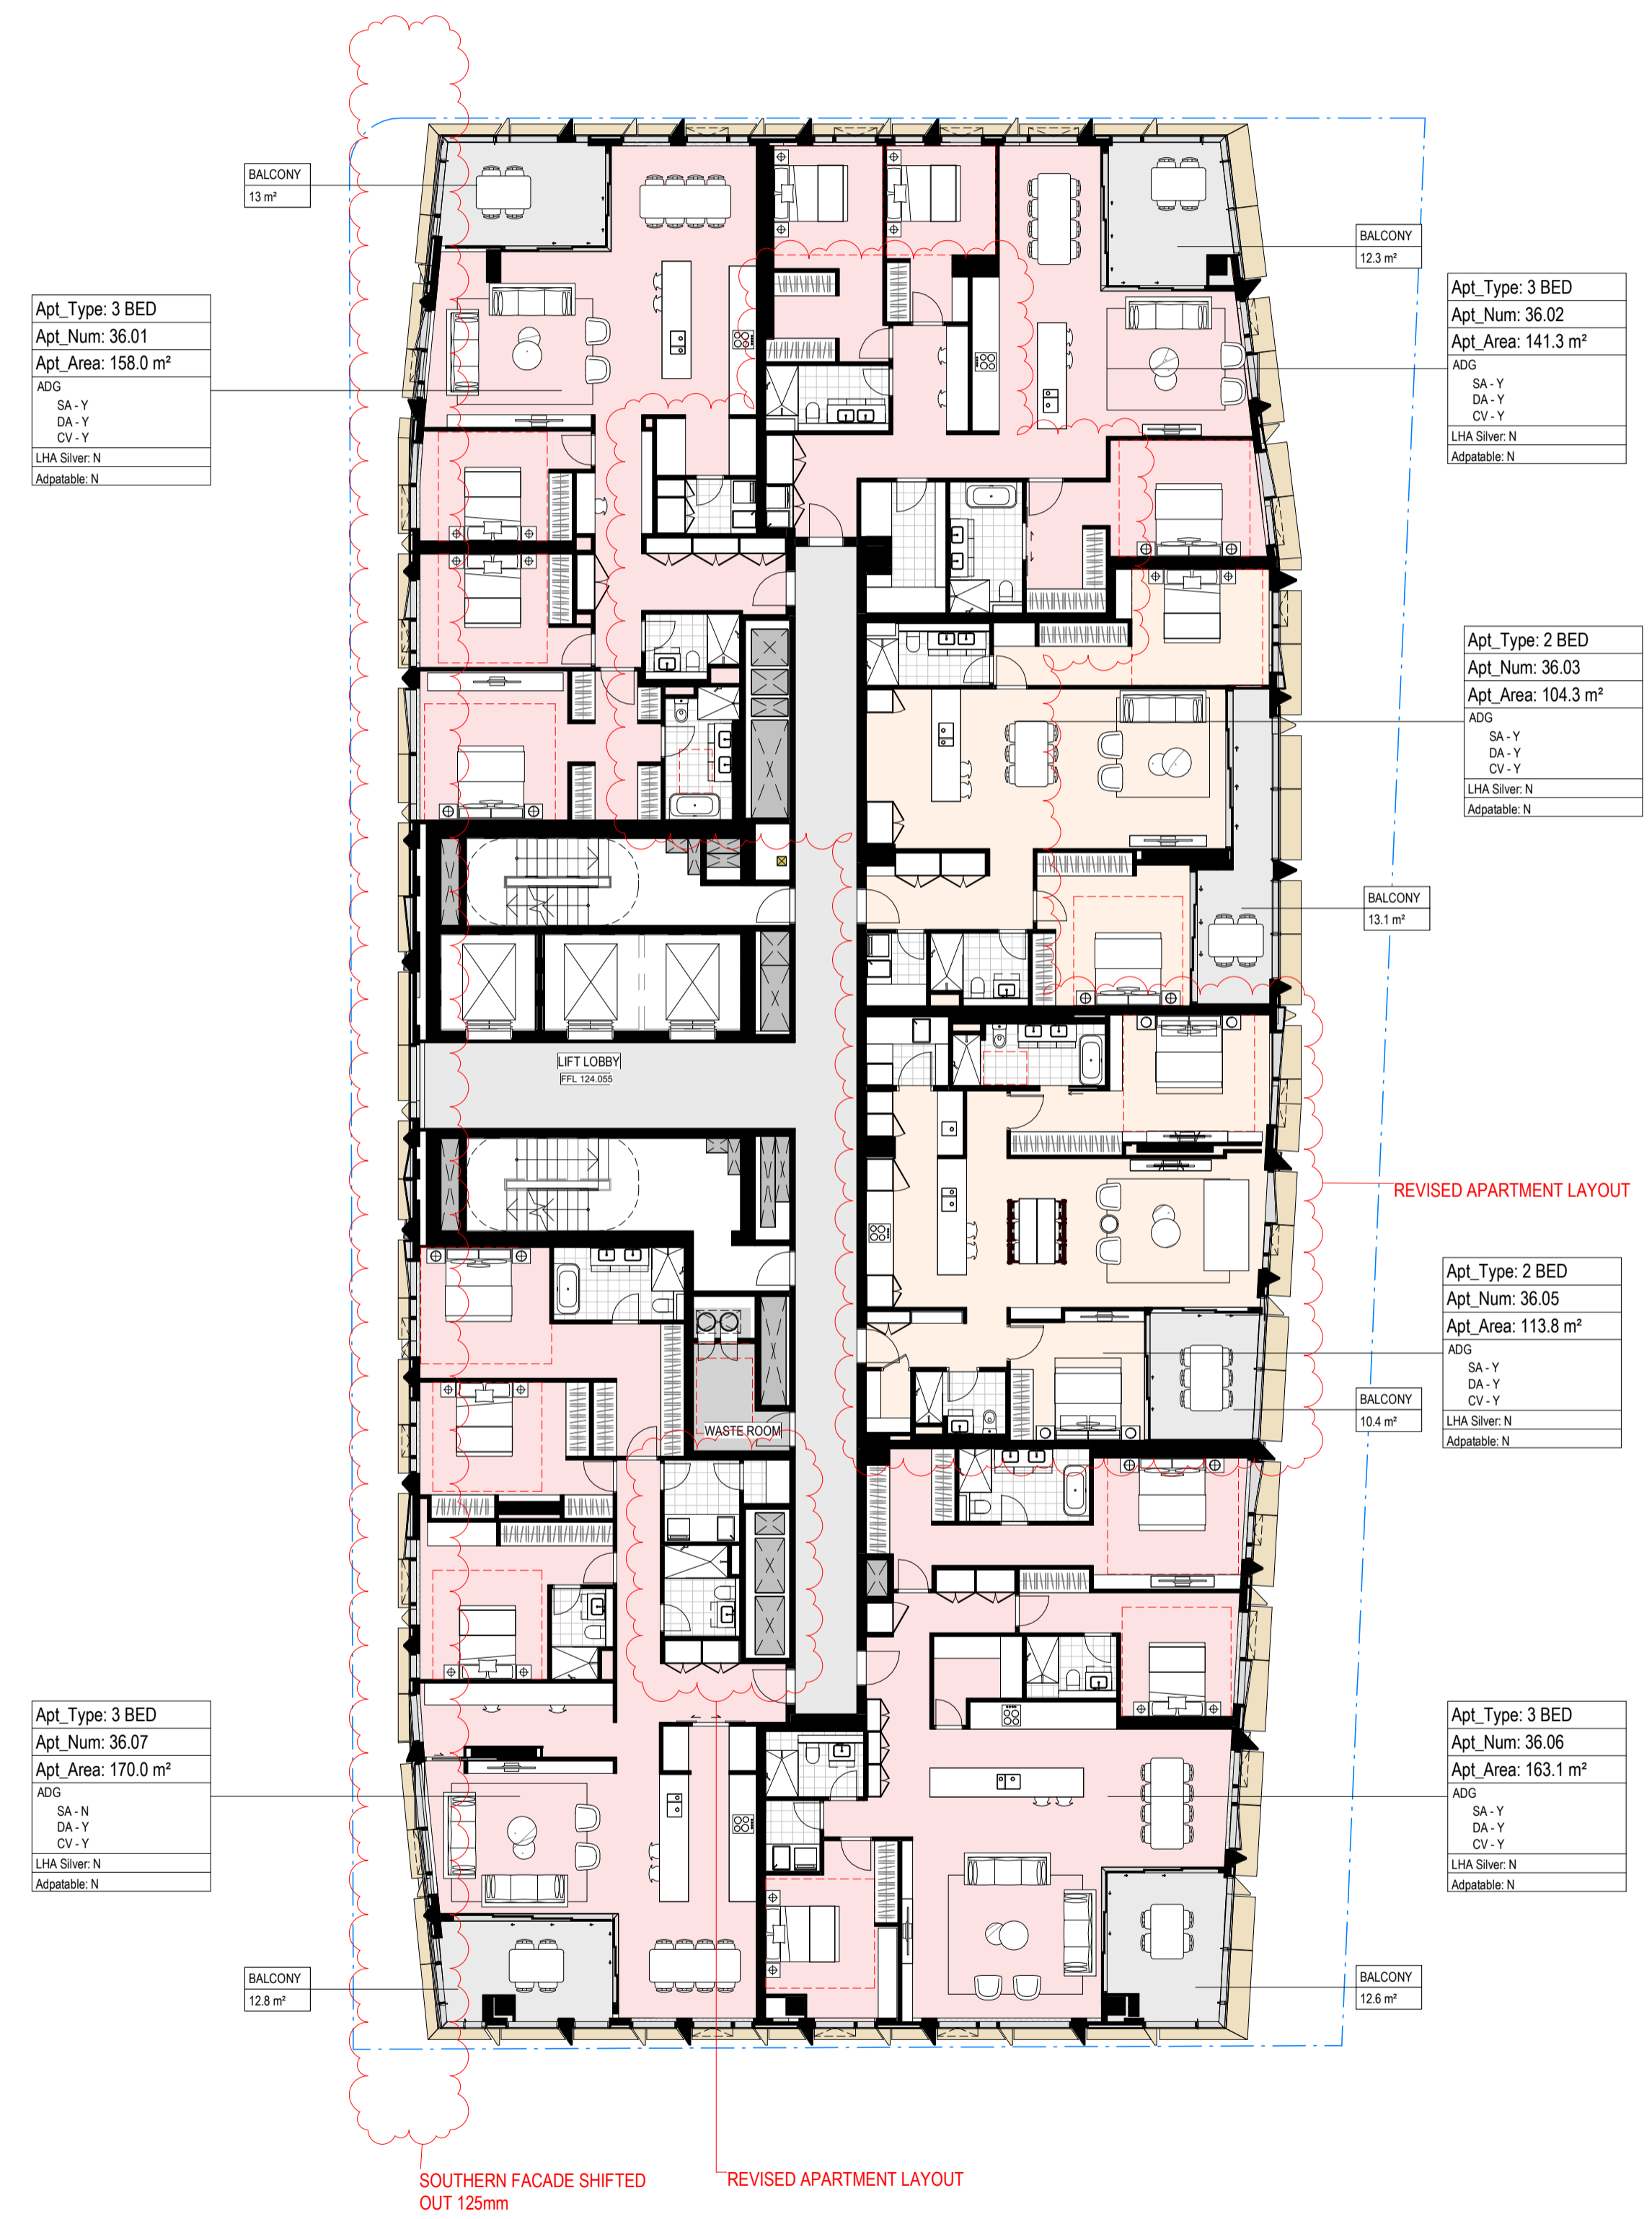 BALCONY
13 m²
BALCONY
12.3 m²
Apt_Type: 3 BED
Apt_Num: 36.01
Apt_Area: 158.0 m²
ADG
SA - Y
DA - Y
CV - Y
LHA Silver: N
Adpatable: N
Apt_Type: 3 BED
Apt_Num: 36.02
Apt_Area: 141.3 m²
ADG
SA - Y
DA - Y
CV - Y
LHA Silver: N
Adpatable: N
Apt_Type: 2 BED
Apt_Num: 36.03
Apt_Area: 104.3 m²
ADG
SA - Y
DA - Y
CV - Y
LHA Silver: N
Adpatable: N
BALCONY
13.1 m²
LIFT LOBBY
FFL 124.055
REVISED APARTMENT LAYOUT
Apt_Type: 2 BED
Apt_Num: 36.05
Apt_Area: 113.8 m²
ADG
SA - Y
DA - Y
CV - Y
LHA Silver: N
Adpatable: N
BALCONY
10.4 m²
WASTE ROOM
Apt_Type: 3 BED
Apt_Num: 36.07
Apt_Area: 170.0 m²
ADG
SA - N
DA - Y
CV - Y
LHA Silver: N
Adpatable: N
Apt_Type: 3 BED
Apt_Num: 36.06
Apt_Area: 163.1 m²
ADG
SA - Y
DA - Y
CV - Y
LHA Silver: N
Adpatable: N
BALCONY
12.8 m²
BALCONY
12.6 m²
SOUTHERN FACADE SHIFTED
OUT 125mm
REVISED APARTMENT LAYOUT